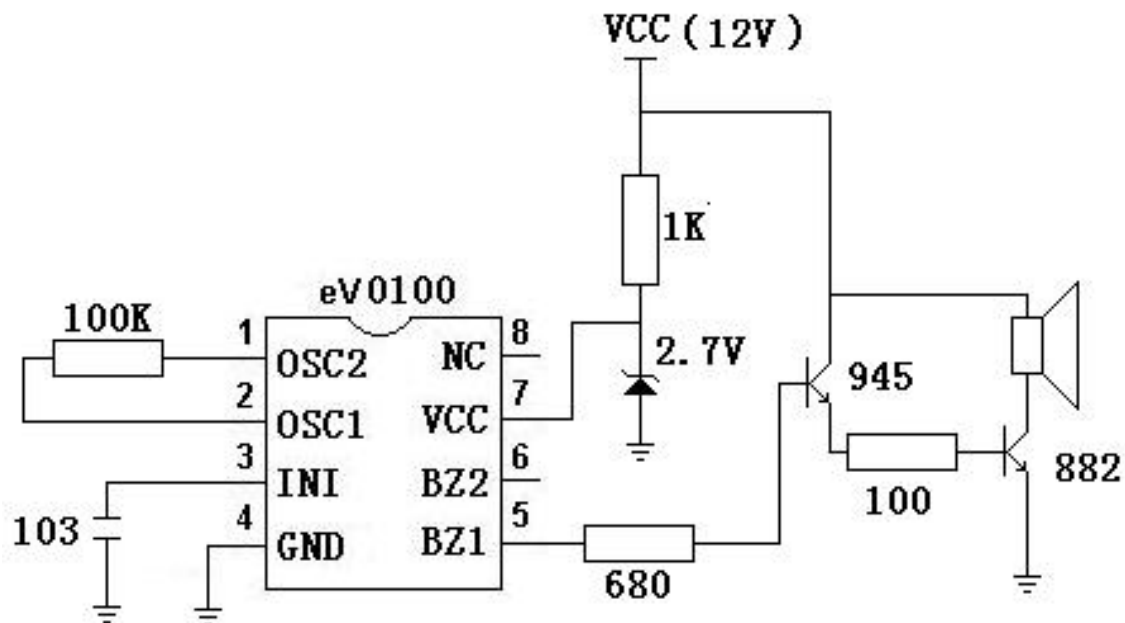 VCC (12V)
1K
eV0100
100K
1
OSC2
2
OSC1
3
INI
4
GND
103
8
NC
7
VCC
6
BZ2
5
BZ1
2.7V
945
680
100
882